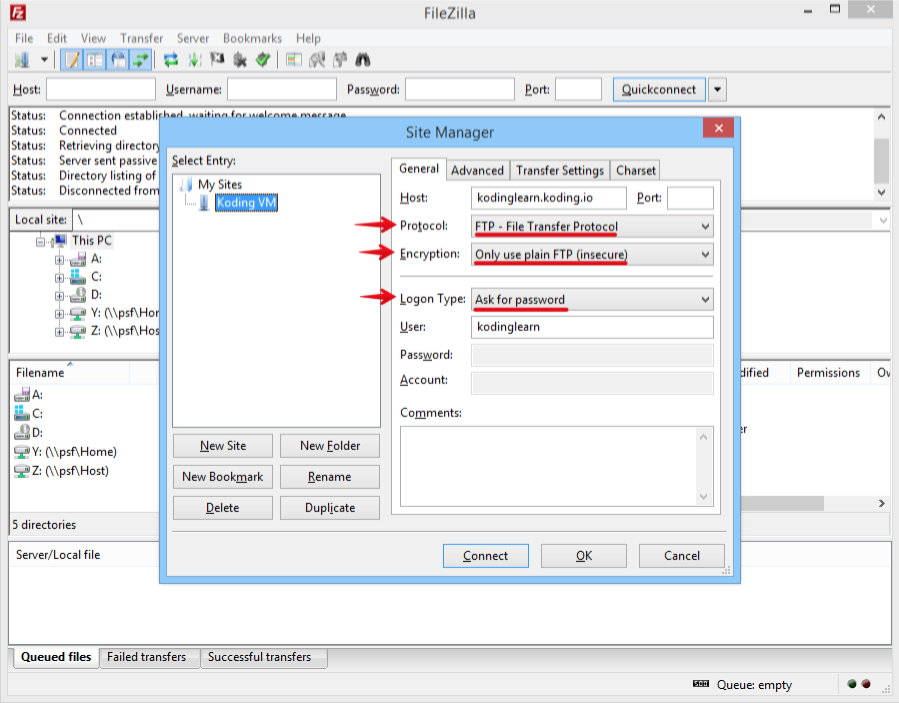 FileZilla
File Edit View Transfer Server Bookmarks Help
Host: Username: Password: Port: Quickconnect
Status: Connection established, waiting for welcome message
Status: Connected
Status: Retrieving directory
Status: Server sent passive
Status: Directory listing of
Status: Disconnected from
Local site: \
This PC
A:
C:
D:
Y: (\\psf\Hor
Z: (\\psf\Hos
Filename
A:
C:
D:
Y: (\\psf\Home)
Z: (\\psf\Host)
5 directories
Server/Local file
dified Permissions Ow
er
Site Manager
Select Entry:
My Sites
Koding VM
New Site New Folder
New Bookmark Rename
Delete Duplicate
General Advanced Transfer Settings Charset
Host: kodinglearn.koding.io Port:
Protocol: FTP - File Transfer Protocol
Encryption: Only use plain FTP (insecure)
Logon Type: Ask for password
User: kodinglearn
Password:
Account:
Comments:
Connect OK Cancel
Queued files Failed transfers Successful transfers
Queue: empty